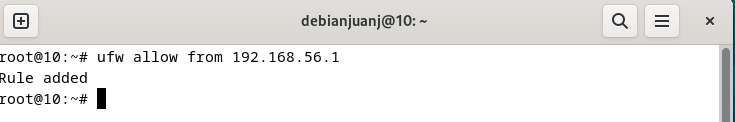 debianjuanj@10: ~
root@10:~# ufw allow from 192.168.56.1
Rule added
root@10:~#